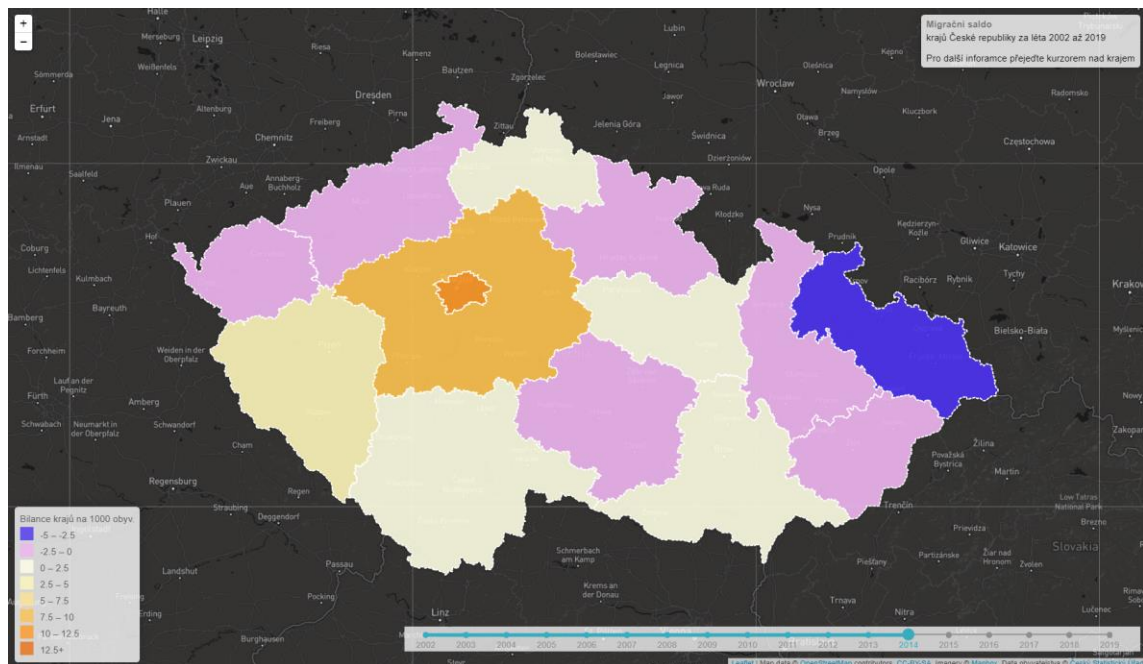 +
−
Migrační saldo
krajů České republiky za léta 2002 až 2019
Pro další inforamce přejeďte kurzorem nad krajem
Halle
Merseburg
Leipzig
Riesa
Kamenz
Bautzen
Zgorzelec
Bolesławiec
Lubin
Legnica
Oleśnica
Kępno
Namysłów
Wrocław
Jawor
Sömmerda
Weißenfels
Dresden
Pirna
Zittau
Jelenia Góra
Świdnica
Oława
Brzeg
Kluczbork
Radomsko
Erfurt
Jena
Altenburg
Freiberg
Chemnitz
Arnstadt
Zwickau
Dzierżoniów
Częstochowa
Ilmenau
Saalfeld
Aue
Annaberg-
Buchholz
Opole
Plauen
Kłodzko
Nysa
Hof
Prudnik
Kędzierzyn-
Koźle
Gliwice
Katowice
Coburg
Lichtenfels
Kulmbach
Racibórz
Rybnik
Tychy
Krakow
Bamberg
Bayreuth
Bielsko-Biała
Forchheim
Weiden in der
Oberpfalz
Lauf an der
Pegnitz
Fürth
Amberg
Schwabach
Neumarkt in
der Oberpfalz
Schwandorf
Cham
Žilina
Považská
Bystrica
Martin
Regensburg
Regen
Trenčín
Low Tatras
National Park
Straubing
Deggendorf
Prievidza
Brezno
Schmerbach
am Kamp
Slovakia
Landshut
Passau
Piešťany
Partizánske
Žiar nad
Hronom
Zvolen
Krems an
der Donau
Pocking
Trnava
Lučenec
Linz
Nitra
Burghausen
Bilance krajů na 1000 obyv.
-5 – -2.5
-2.5 – 0
0 – 2.5
2.5 – 5
5 – 7.5
7.5 – 10
10 – 12.5
12.5+
2002 2003 2004 2005 2006 2007 2008 2009 2010 2011 2012 2013 2014 2015 2016 2017 2018 2019